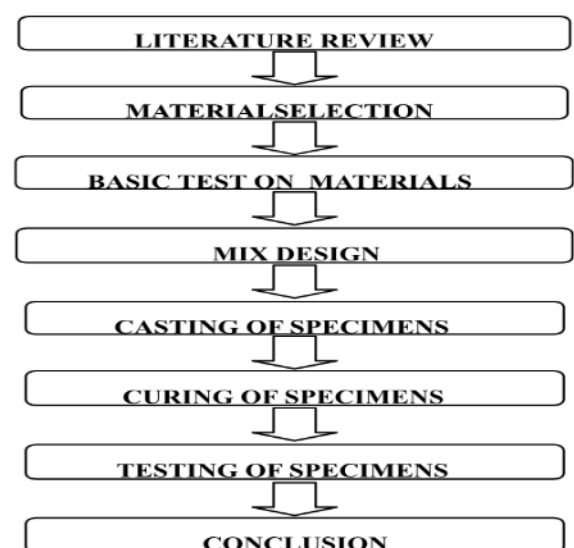 LITERATURE REVIEW
MATERIALSELECTION
BASIC TEST ON MATERIALS
MIX DESIGN
CASTING OF SPECIMENS
CURING OF SPECIMENS
TESTING OF SPECIMENS
CONCLUSION